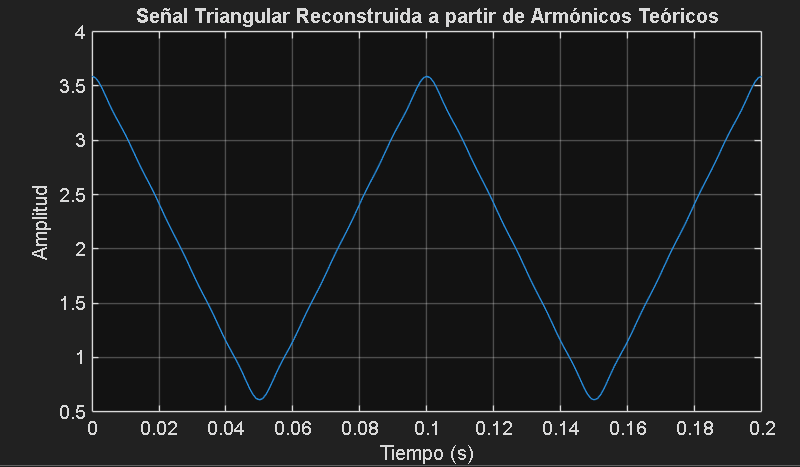 Señal Triangular Reconstruida a partir de Armónicos Teóricos
4
3.5
3
2.5
2
1.5
1
0.5
Amplitud
0 0.02 0.04 0.06 0.08 0.1 0.12 0.14 0.16 0.18 0.2
Tiempo (s)